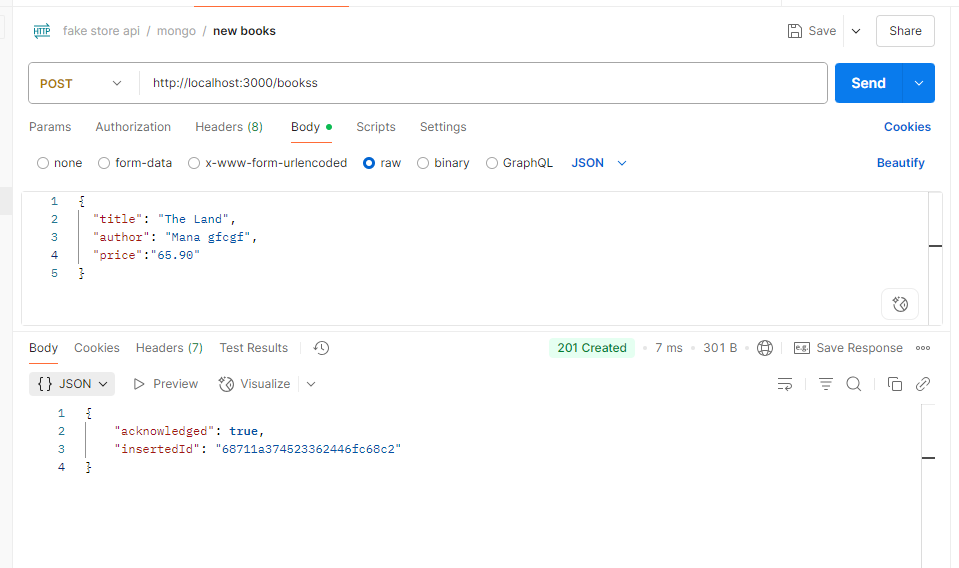 HTTP fake store api / mongo / new books Save Share
POST http://localhost:3000/bookss Send
Params Authorization Headers (8) Body Scripts Settings Cookies
none form-data x-www-form-urlencoded raw binary GraphQL JSON Beautify
1 {
2 "title": "The Land",
3 "author": "Mana gfcgf",
4 "price":"65.90"
5 }
Body Cookies Headers (7) Test Results 201 Created • 7 ms • 301 B e.g. Save Response
{} JSON Preview Visualize
1 {
2 "acknowledged": true,
3 "insertedId": "68711a374523362446fc68c2"
4 }